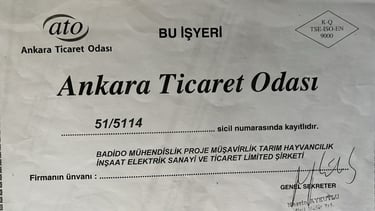 ato
Ankara Ticaret Odası
BU İŞYERİ
K-Q
TSE-ISO-EN
9000
Ankara Ticaret Odası
51/5114
sicil numarasında kayıtlıdır.
BADİDO MÜHENDİSLİK PROJE MÜŞAVİRLİK TARIM HAYVANCILIK
İNŞAAT ELEKTRİK SANAYİ VE TİCARET LİMİTED ŞİRKETİ
Firmanın ünvanı :
GENEL SEKRETER